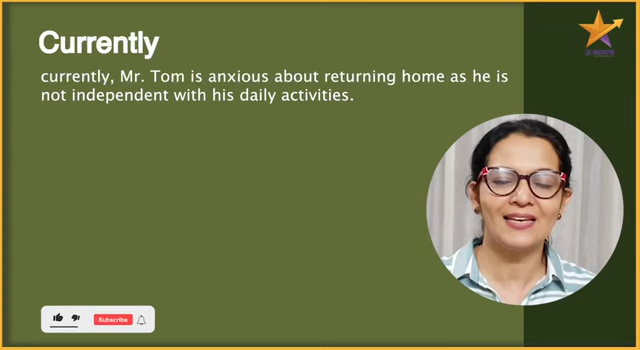 Currently
currently, Mr. Tom is anxious about returning home as he is
not independent with his daily activities.
Subscribe